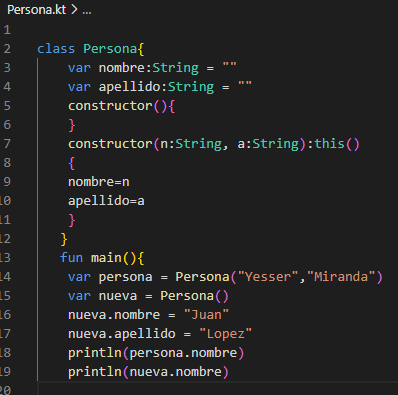 Persona.kt > ...
1
2 class Persona{
3 var nombre:String = ""
4 var apellido:String = ""
5 constructor(){
6 }
7 constructor(n:String, a:String):this()
8 {
9 nombre=n
10 apellido=a
11 }
12 }
13 fun main(){
14 var persona = Persona("Yesser","Miranda")
15 var nueva = Persona()
16 nueva.nombre = "Juan"
17 nueva.apellido = "Lopez"
18 println(persona.nombre)
19 println(nueva.nombre)
20